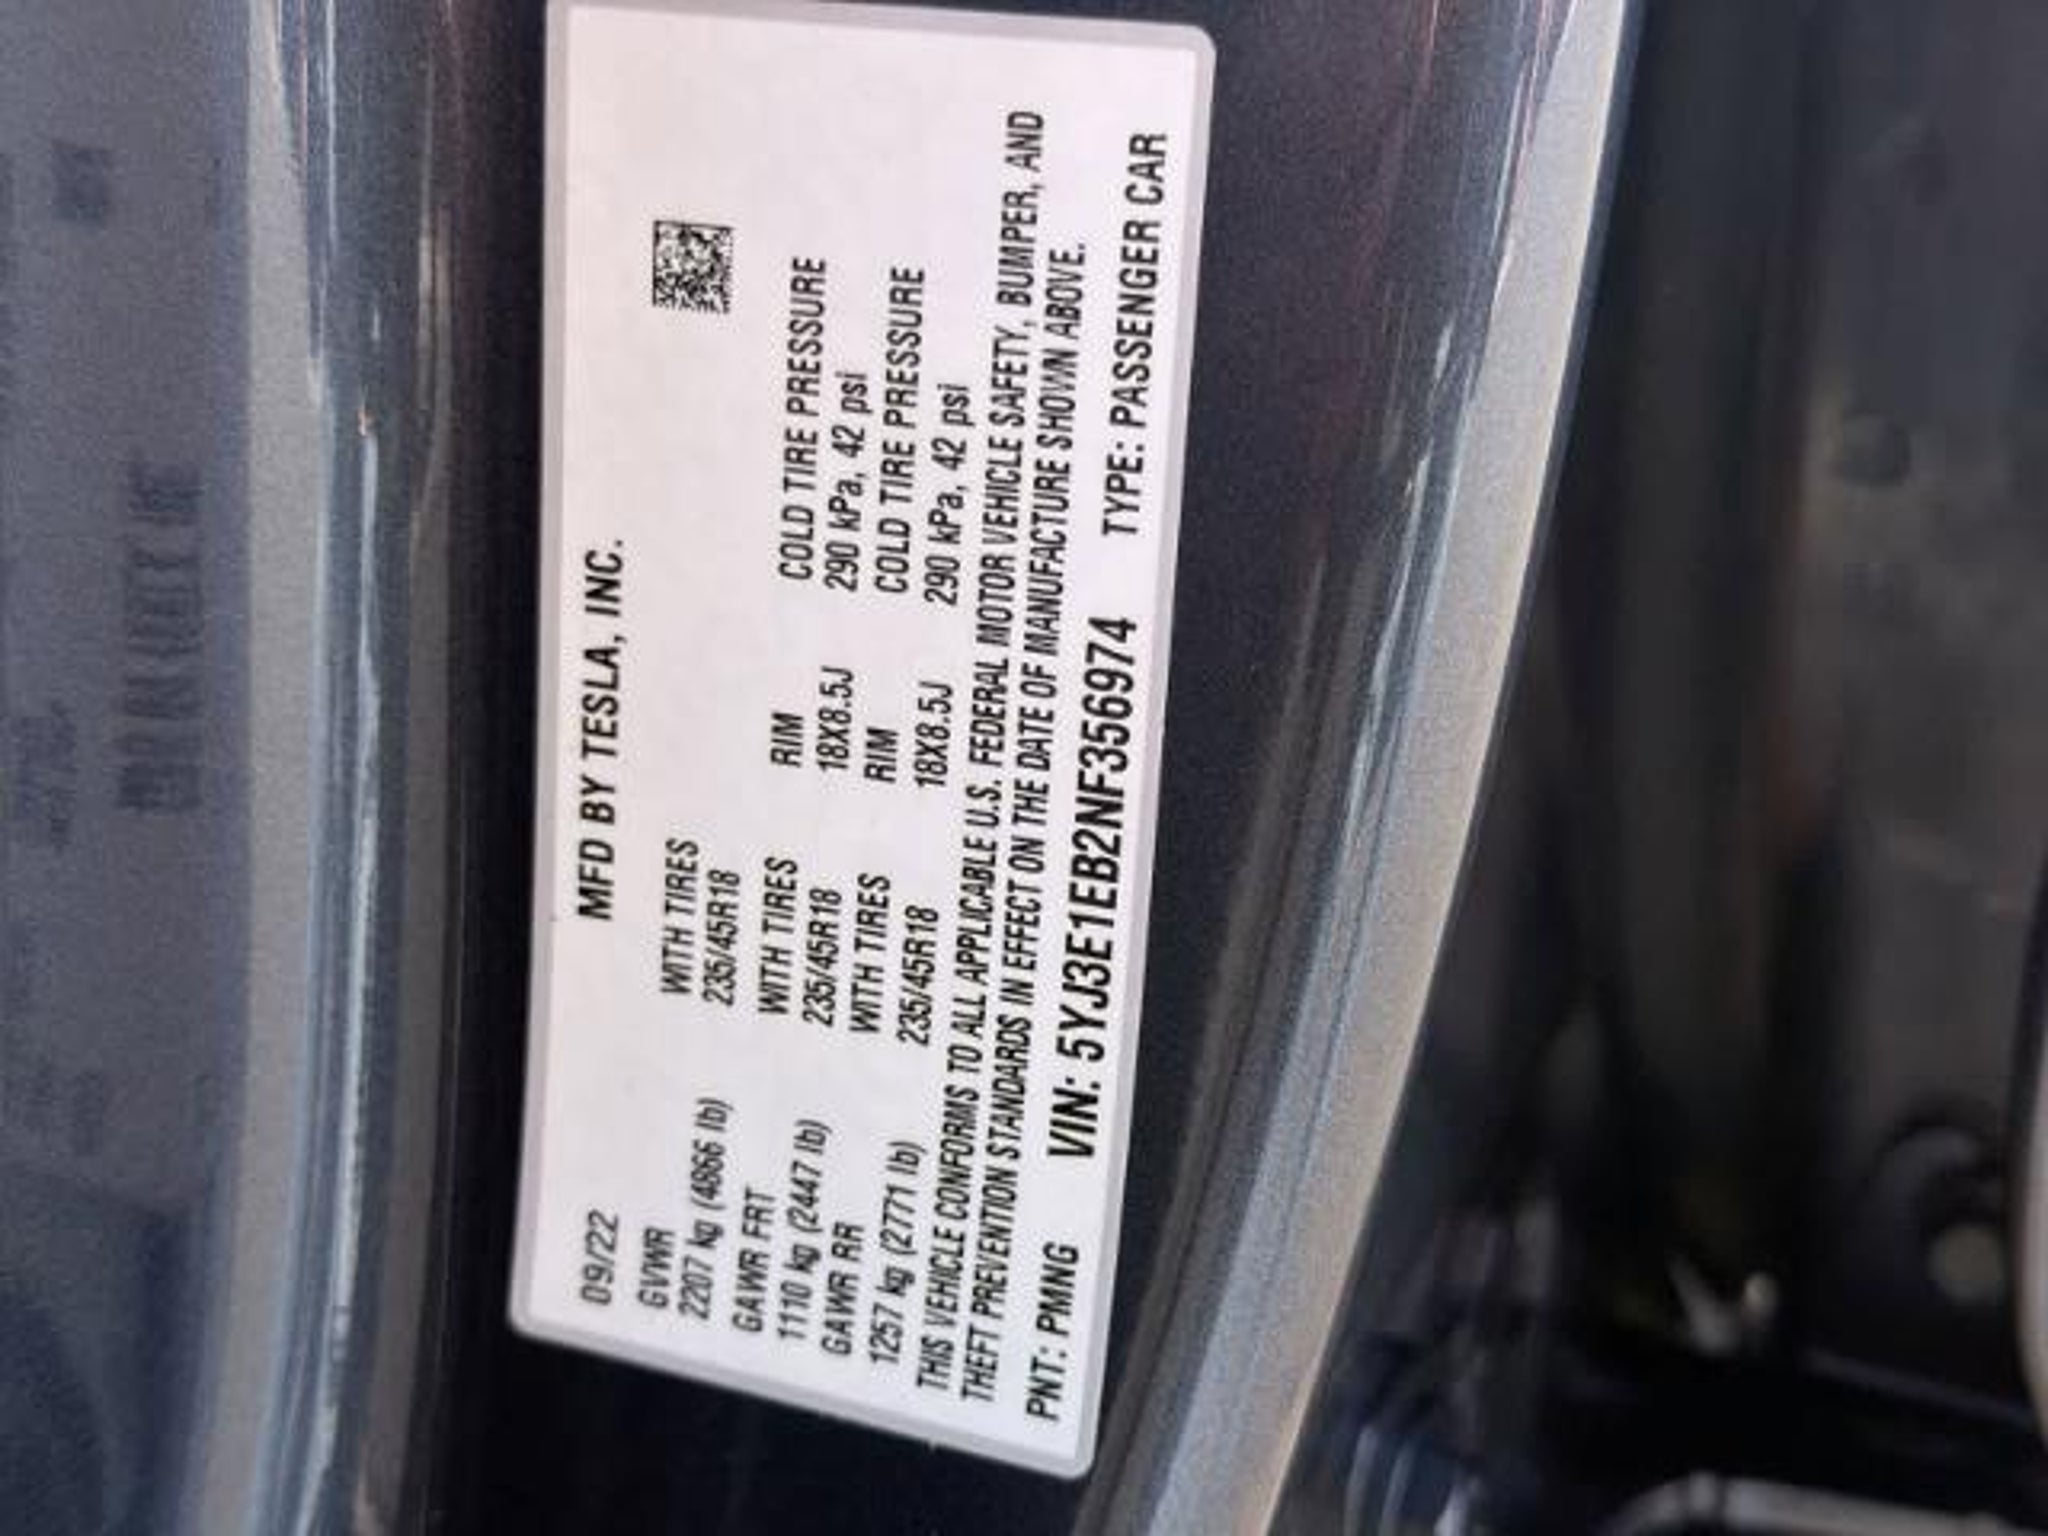 MFD BY TESLA, INC.
09/22
GVWR WITH TIRES
2207 kg (4866 lb) 235/45R18
GAWR FRT WITH TIRES RIM COLD TIRE PRESSURE
1110 kg (2447 lb) 235/45R18 18X8.5J 290 kPa, 42 psi
GAWR RR WITH TIRES RIM COLD TIRE PRESSURE
1257 kg (2771 lb) 235/45R18 18X8.5J 290 kPa, 42 psi
THIS VEHICLE CONFORMS TO ALL APPLICABLE U.S. FEDERAL MOTOR VEHICLE SAFETY, BUMPER, AND
THEFT PREVENTION STANDARDS IN EFFECT ON THE DATE OF MANUFACTURE SHOWN ABOVE.
PNT: PMNG VIN: 5YJ3E1EB2NF356974 TYPE: PASSENGER CAR